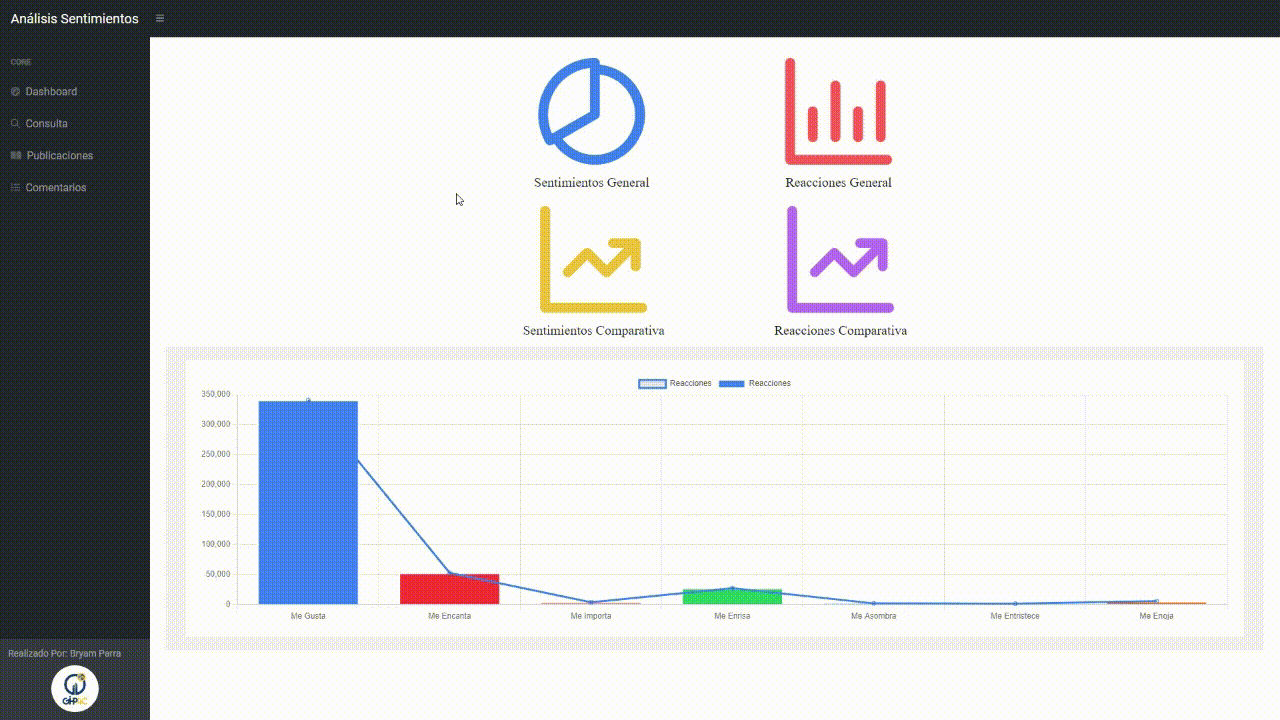 Análisis Sentimientos
CORE
Dashboard
Consulta
Publicaciones
Comentarios
Sentimientos General
Reacciones General
Sentimientos Comparativa
Reacciones Comparativa
Reacciones Reacciones
350,000
300,000
250,000
200,000
150,000
100,000
50,000
0
Me Gusta Me Encanta Me Importa Me Enrisa Me Asombra Me Entristece Me Enoja
Realizado Por: Bryam Parra